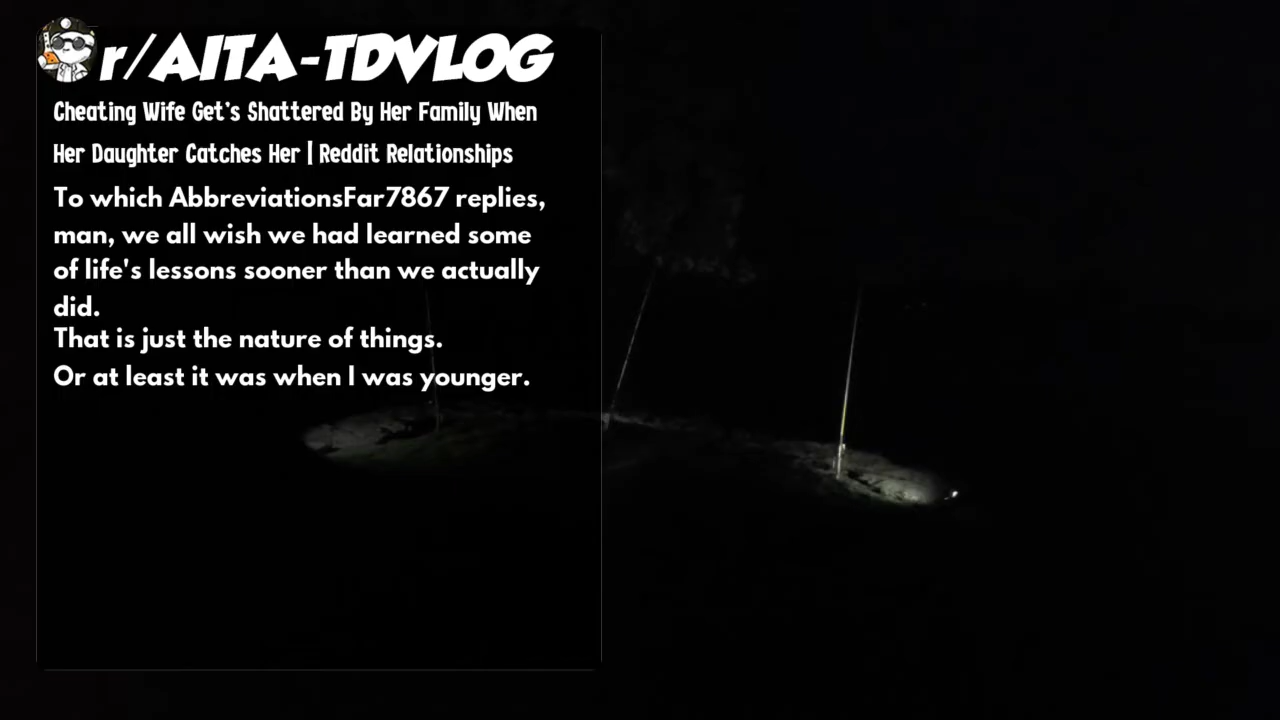 r/AITA-TDVLOG
Cheating Wife Get's Shattered By Her Family When
Her Daughter Catches Her | Reddit Relationships
To which AbbreviationsFar7867 replies,
man, we all wish we had learned some
of life's lessons sooner than we actually
did.
That is just the nature of things.
Or at least it was when I was younger.